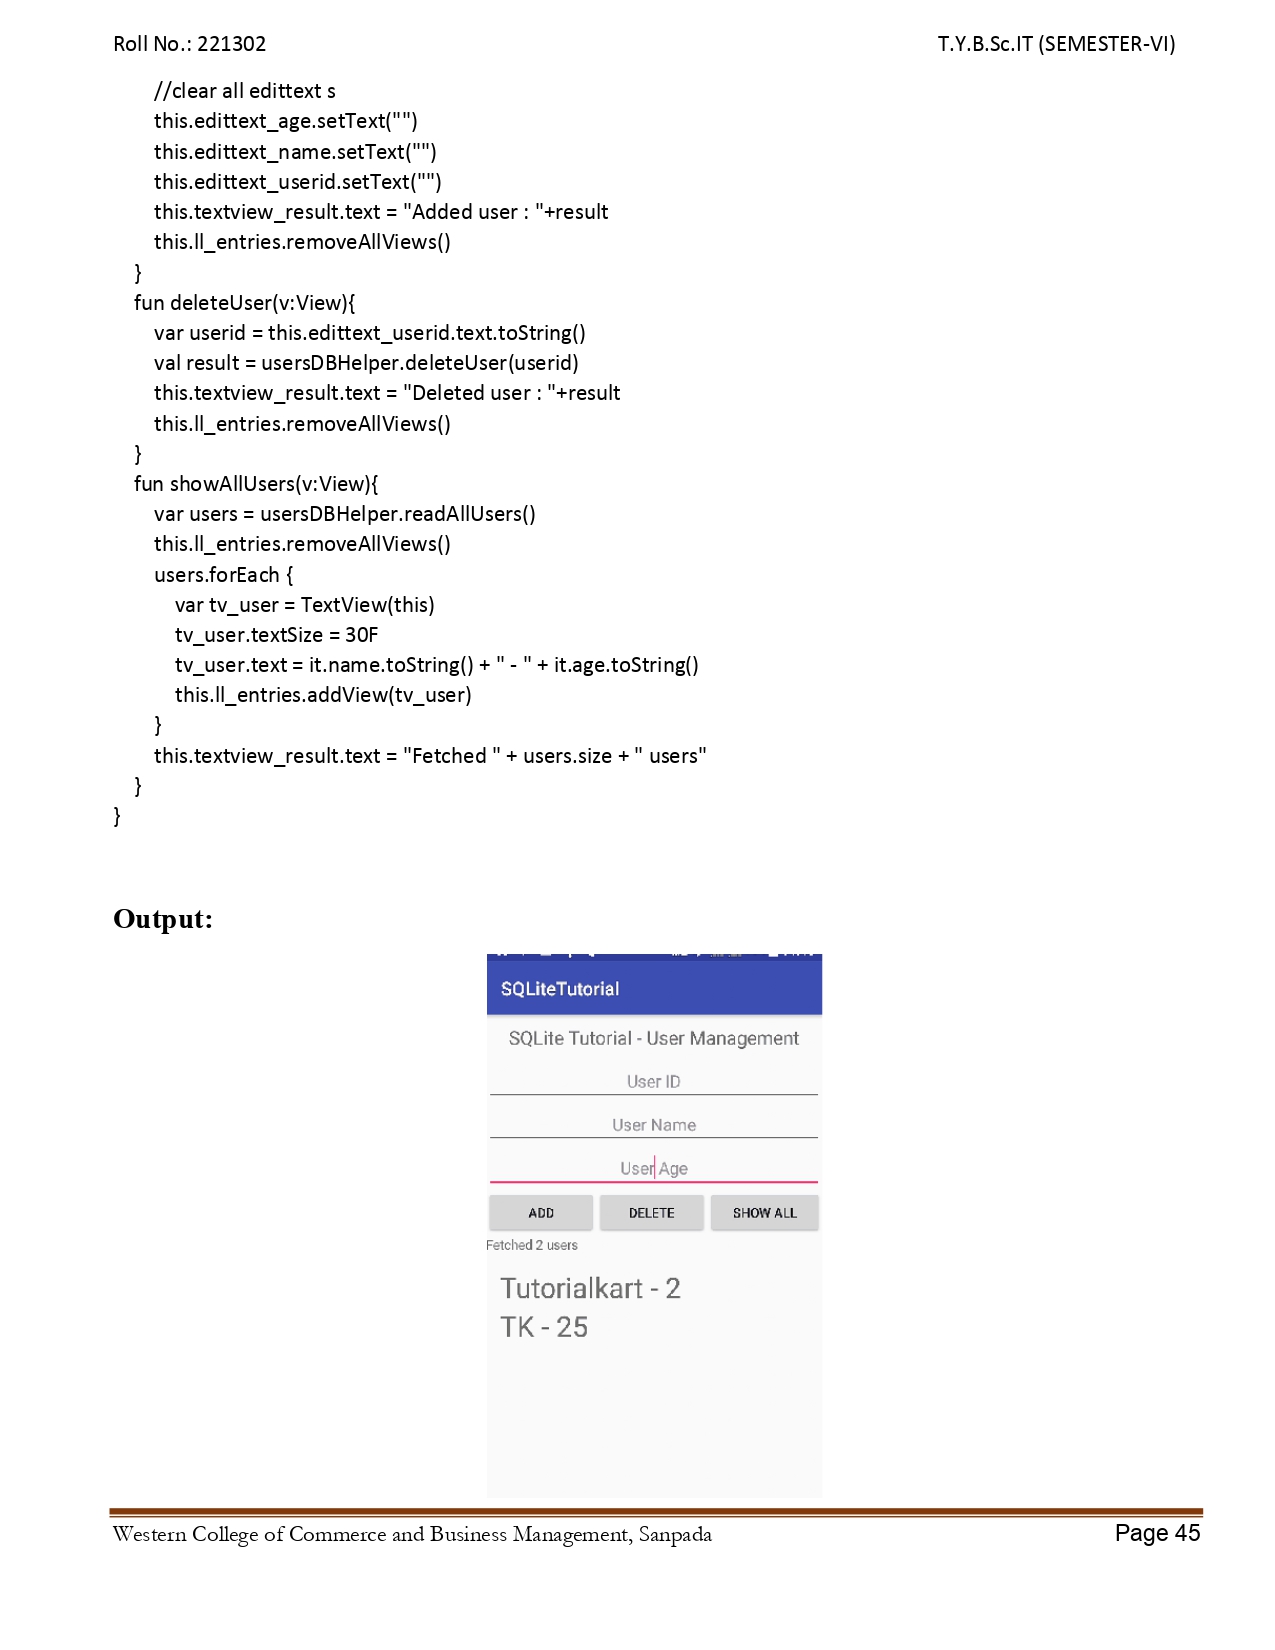 Roll No.: 221302 T.Y.B.Sc.IT (SEMESTER-VI)
//clear all edittext s
this.edittext_age.setText("")
this.edittext_name.setText("")
this.edittext_userid.setText("")
this.textview_result.text = "Added user : "+result
this.ll_entries.removeAllViews()
}
fun deleteUser(v:View){
var userid = this.edittext_userid.text.toString()
val result = usersDBHelper.deleteUser(userid)
this.textview_result.text = "Deleted user : "+result
this.ll_entries.removeAllViews()
}
fun showAllUsers(v:View){
var users = usersDBHelper.readAllUsers()
this.ll_entries.removeAllViews()
users.forEach {
var tv_user = TextView(this)
tv_user.textSize = 30F
tv_user.text = it.name.toString() + " - " + it.age.toString()
this.ll_entries.addView(tv_user)
}
this.textview_result.text = "Fetched " + users.size + " users"
}
}
Output:
SQLiteTutorial
SQLite Tutorial - User Management
User ID
User Name
User Age
ADD DELETE SHOW ALL
Fetched 2 users
Tutorialkart - 2
TK - 25
Western College of Commerce and Business Management, Sanpada Page 45